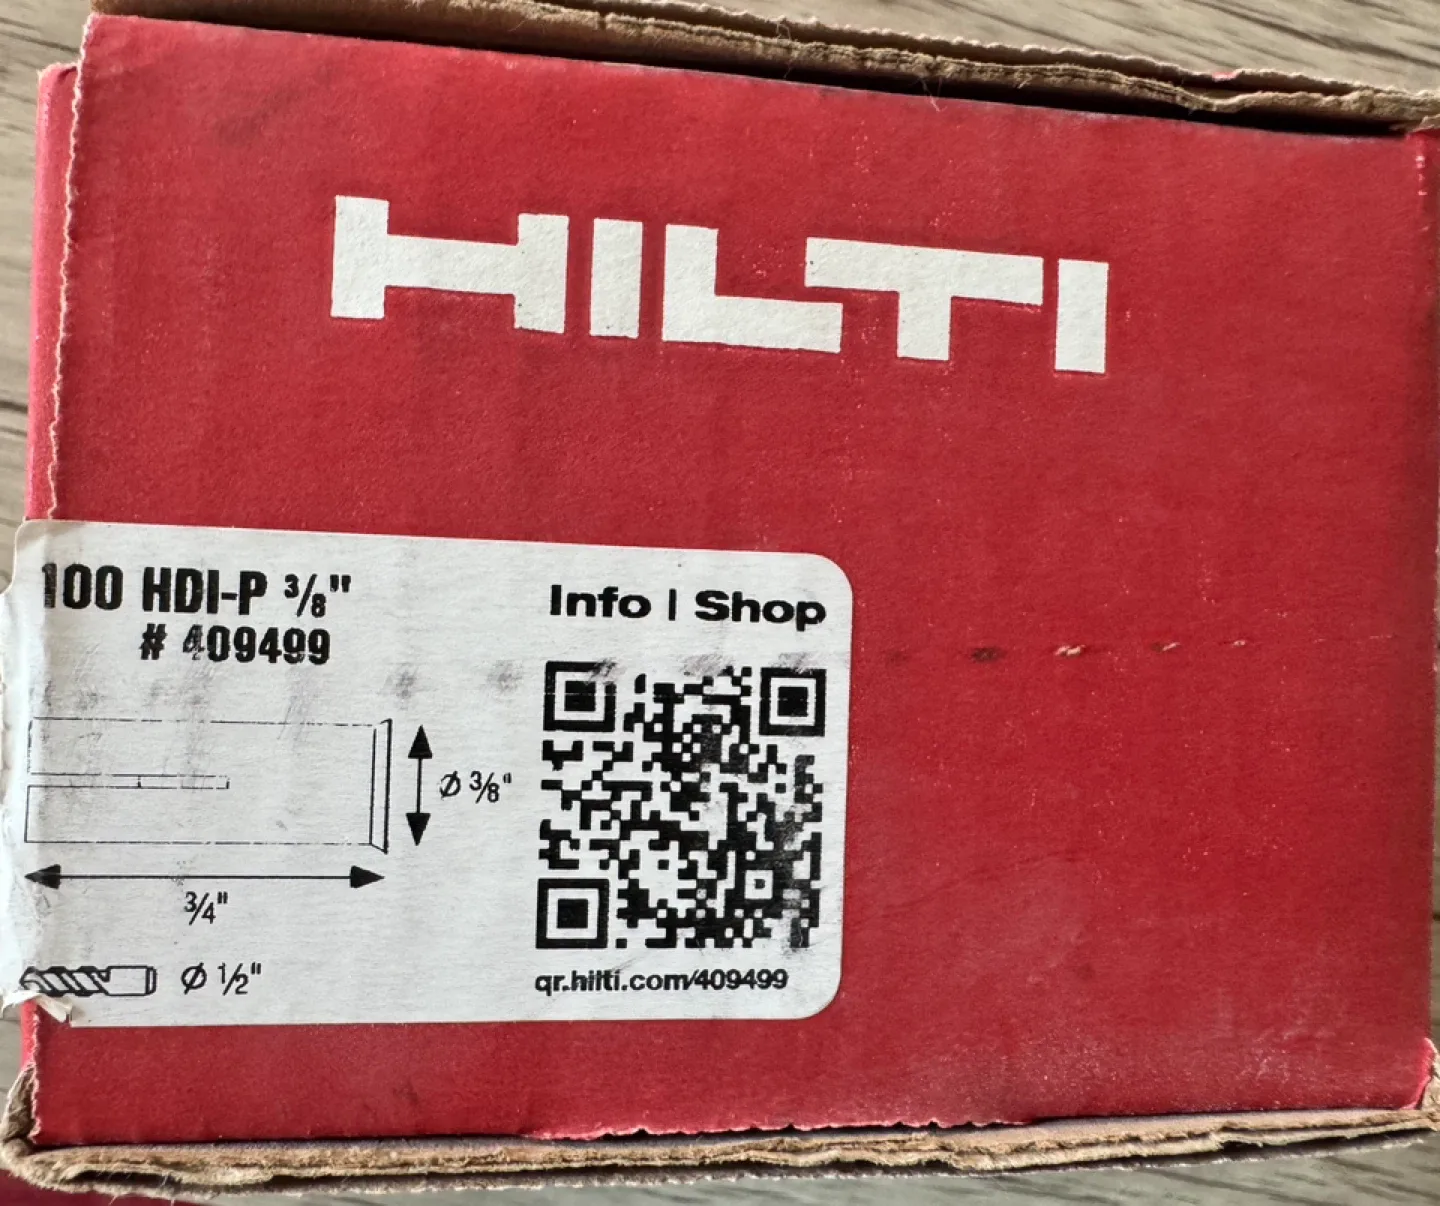 HILTI
100 HDI-P 3/8"
# 409499
Info | Shop
Ø 3/8"
3/4"
Ø 1/2"
qr.hilti.com/409499